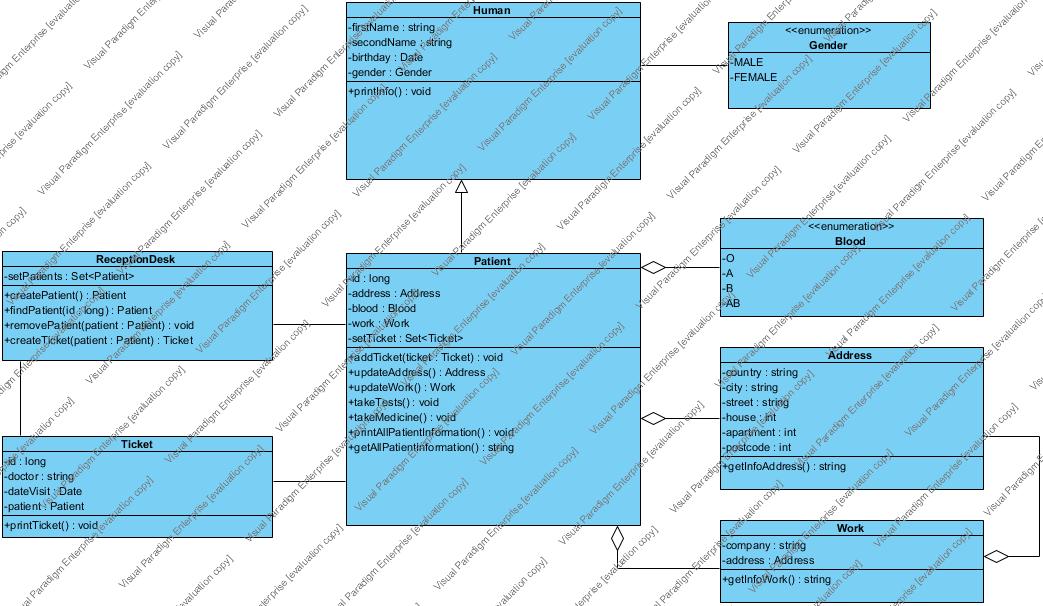 Human
-firstName : string
-secondName : string
-birthday : Date
-gender : Gender
+printInfo() : void
<<enumeration>>
Gender
-MALE
-FEMALE
<<enumeration>>
Blood
-O
-A
-B
-AB
ReceptionDesk
-setPatients : Set<Patient>
+createPatient() : Patient
+findPatient(id : long) : Patient
+removePatient(patient : Patient) : void
+createTicket(patient : Patient) : Ticket
Patient
-id : long
-address : Address
-blood : Blood
-work : Work
-setTicket : Set<Ticket>
+addTicket(ticket : Ticket) : void
+updateAddress() : Address
+updateWork() : Work
+takeTests() : void
+takeMedicine() : void
+printAllPatientInformation() : void
+getAllPatientInformation() : string
Address
-country : string
-city : string
-street : string
-house : int
-apartment : int
-postcode : int
+getInfoAddress() : string
Ticket
-id : long
-doctor : string
-dateVisit : Date
-patient : Patient
+printTicket() : void
Work
-company : string
-address : Address
+getInfoWork() : string
Visual Paradigm Enterprise [evaluation copy]